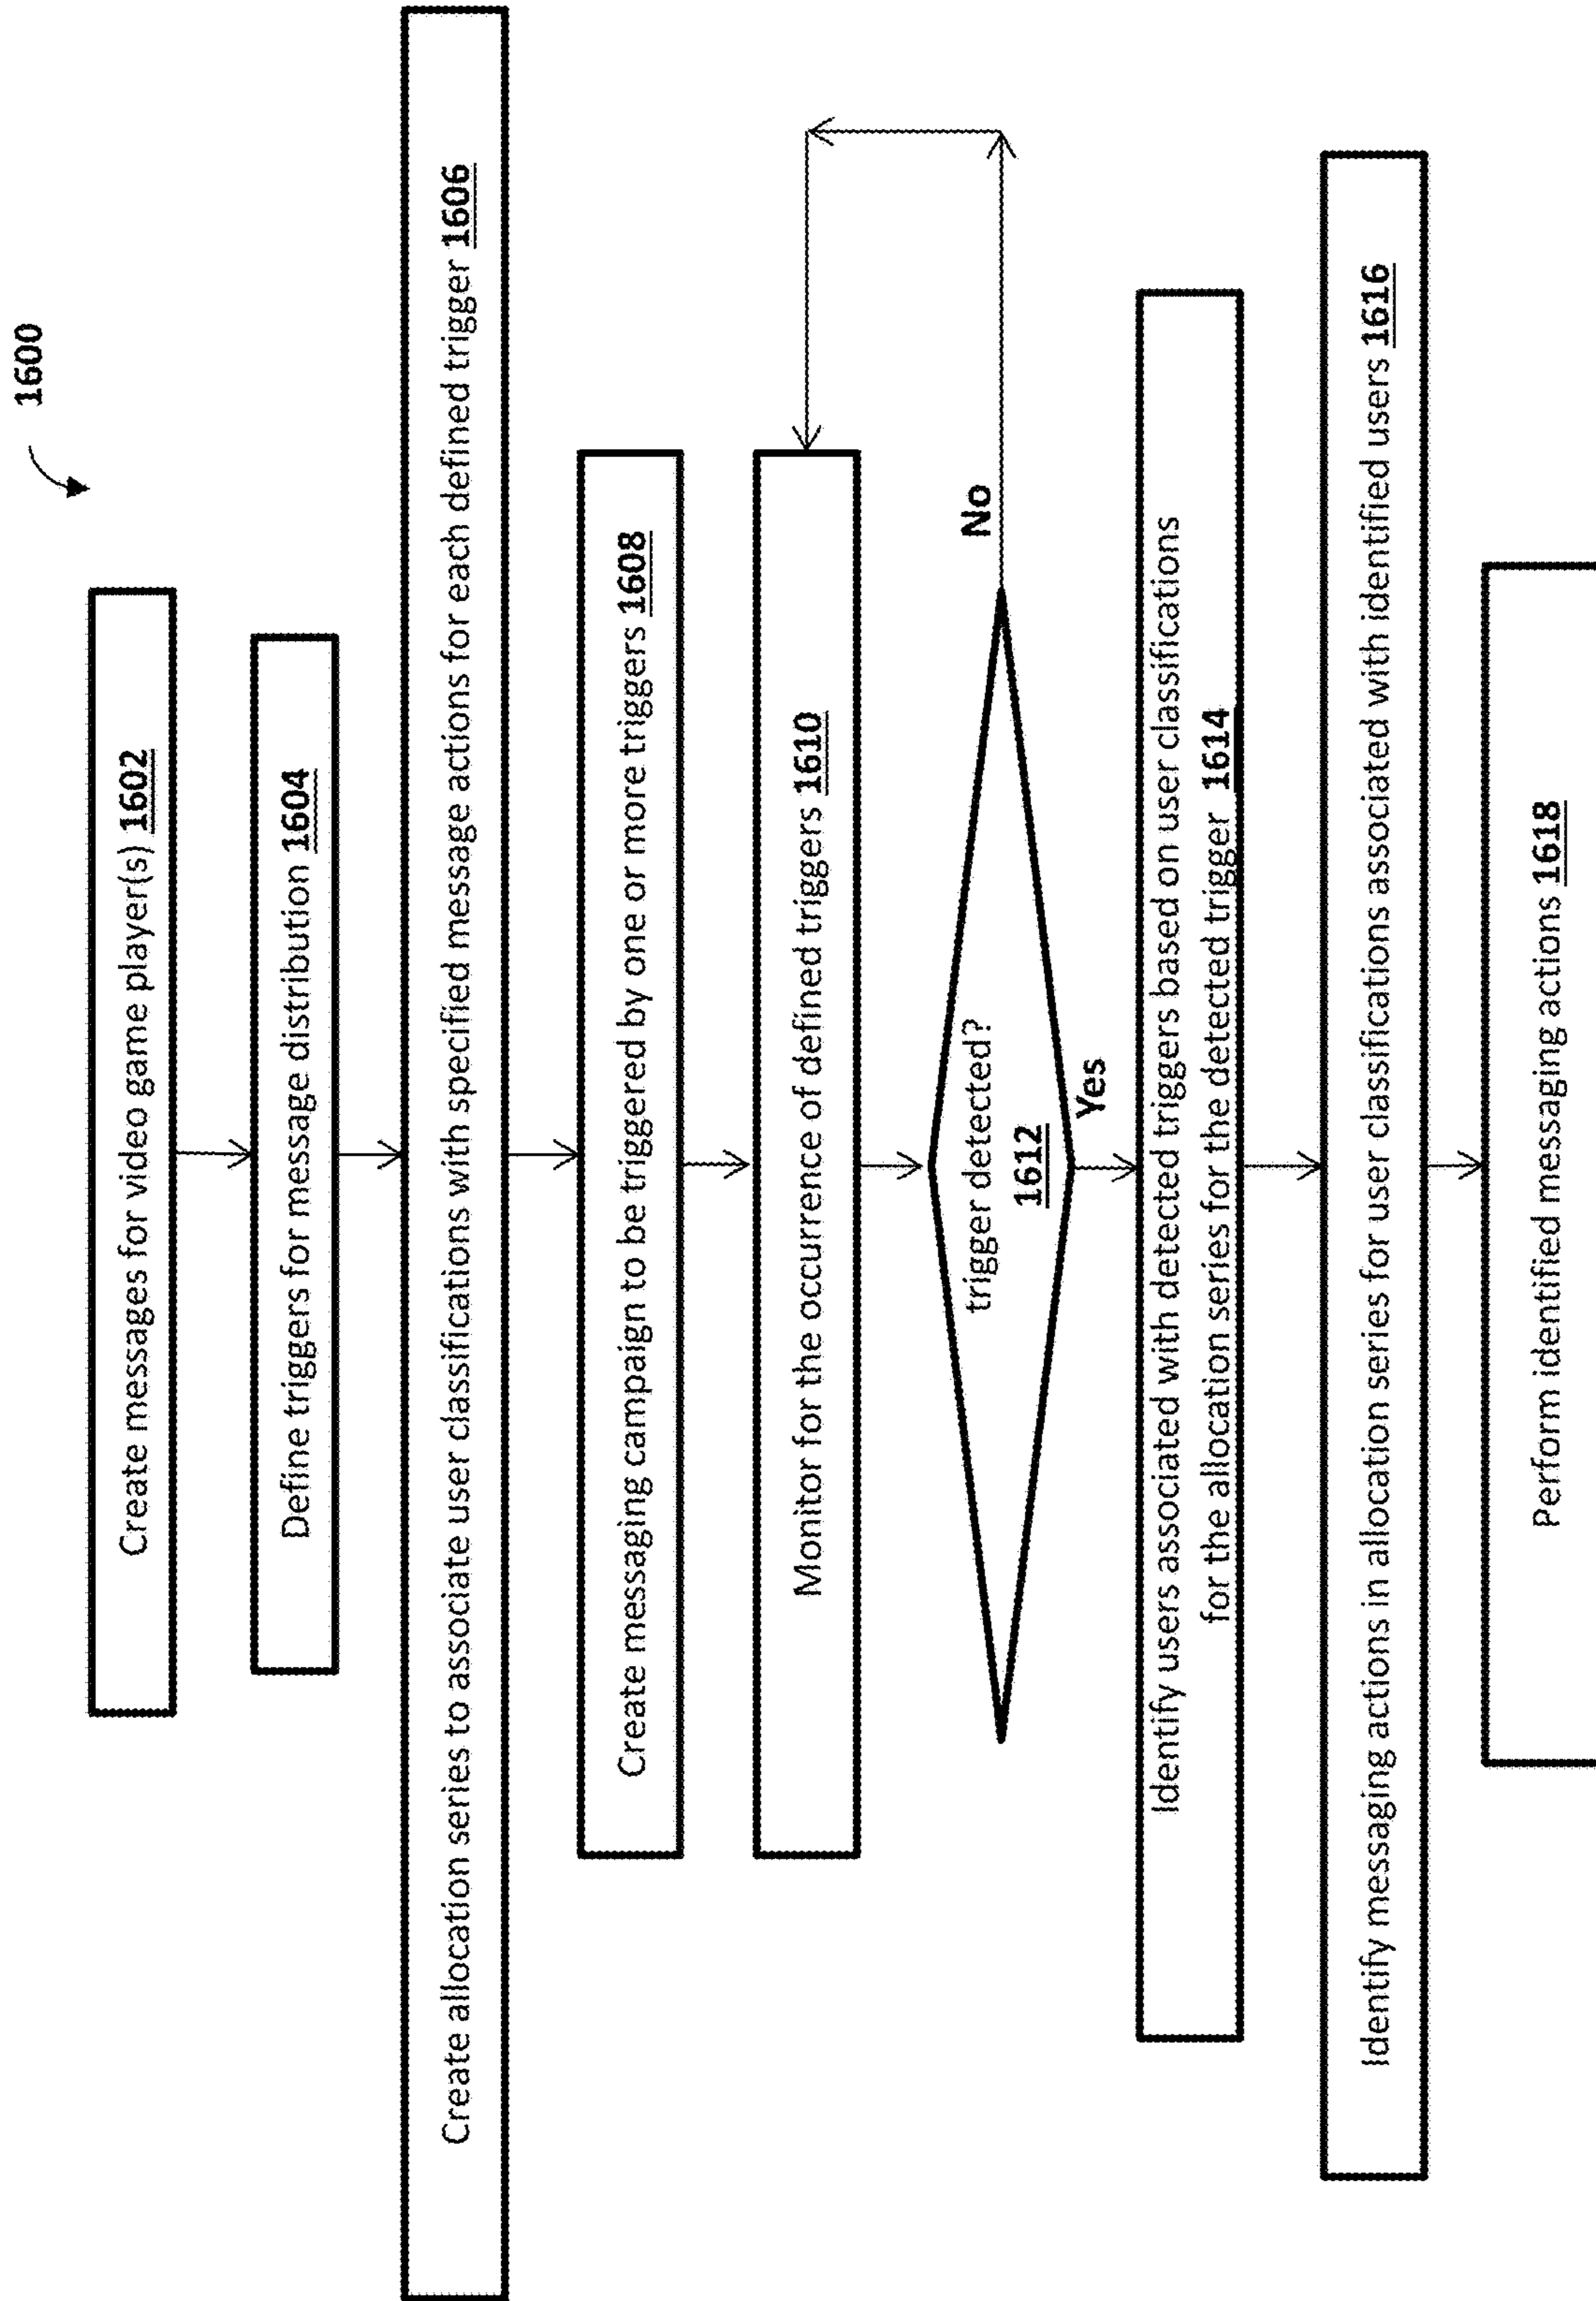 1600
Create messages for video game player(s) 1602
Define triggers for message distribution 1604
Create allocation series to associate user classifications with specified message actions for each defined trigger 1606
Create messaging campaign to be triggered by one or more triggers 1608
Monitor for the occurrence of defined triggers 1610
trigger detected?
1612
No
Yes
Identify users associated with detected triggers based on user classifications
for the allocation series for the detected trigger 1614
Identify messaging actions in allocation series for user classifications associated with identified users 1616
Perform identified messaging actions 1618